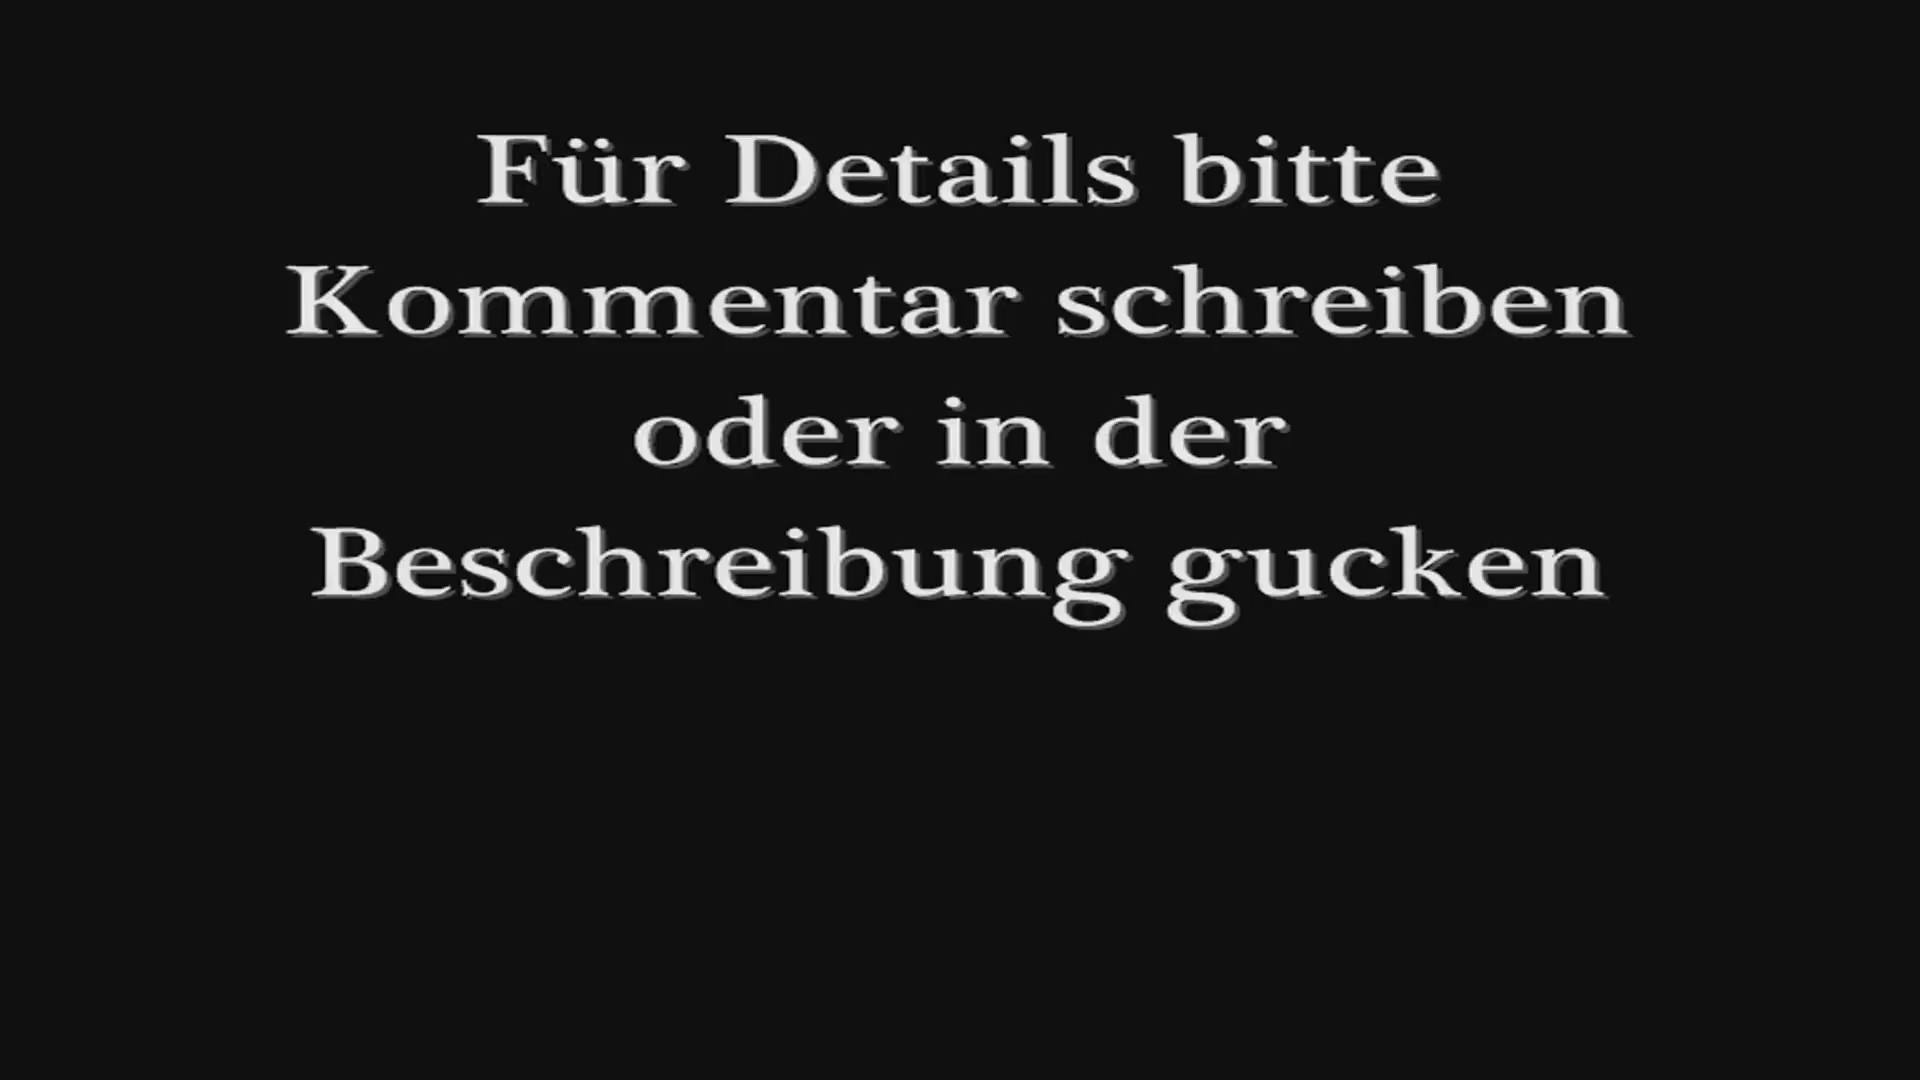 Für Details bitte
Kommentar schreiben
oder in der
Beschreibung gucken